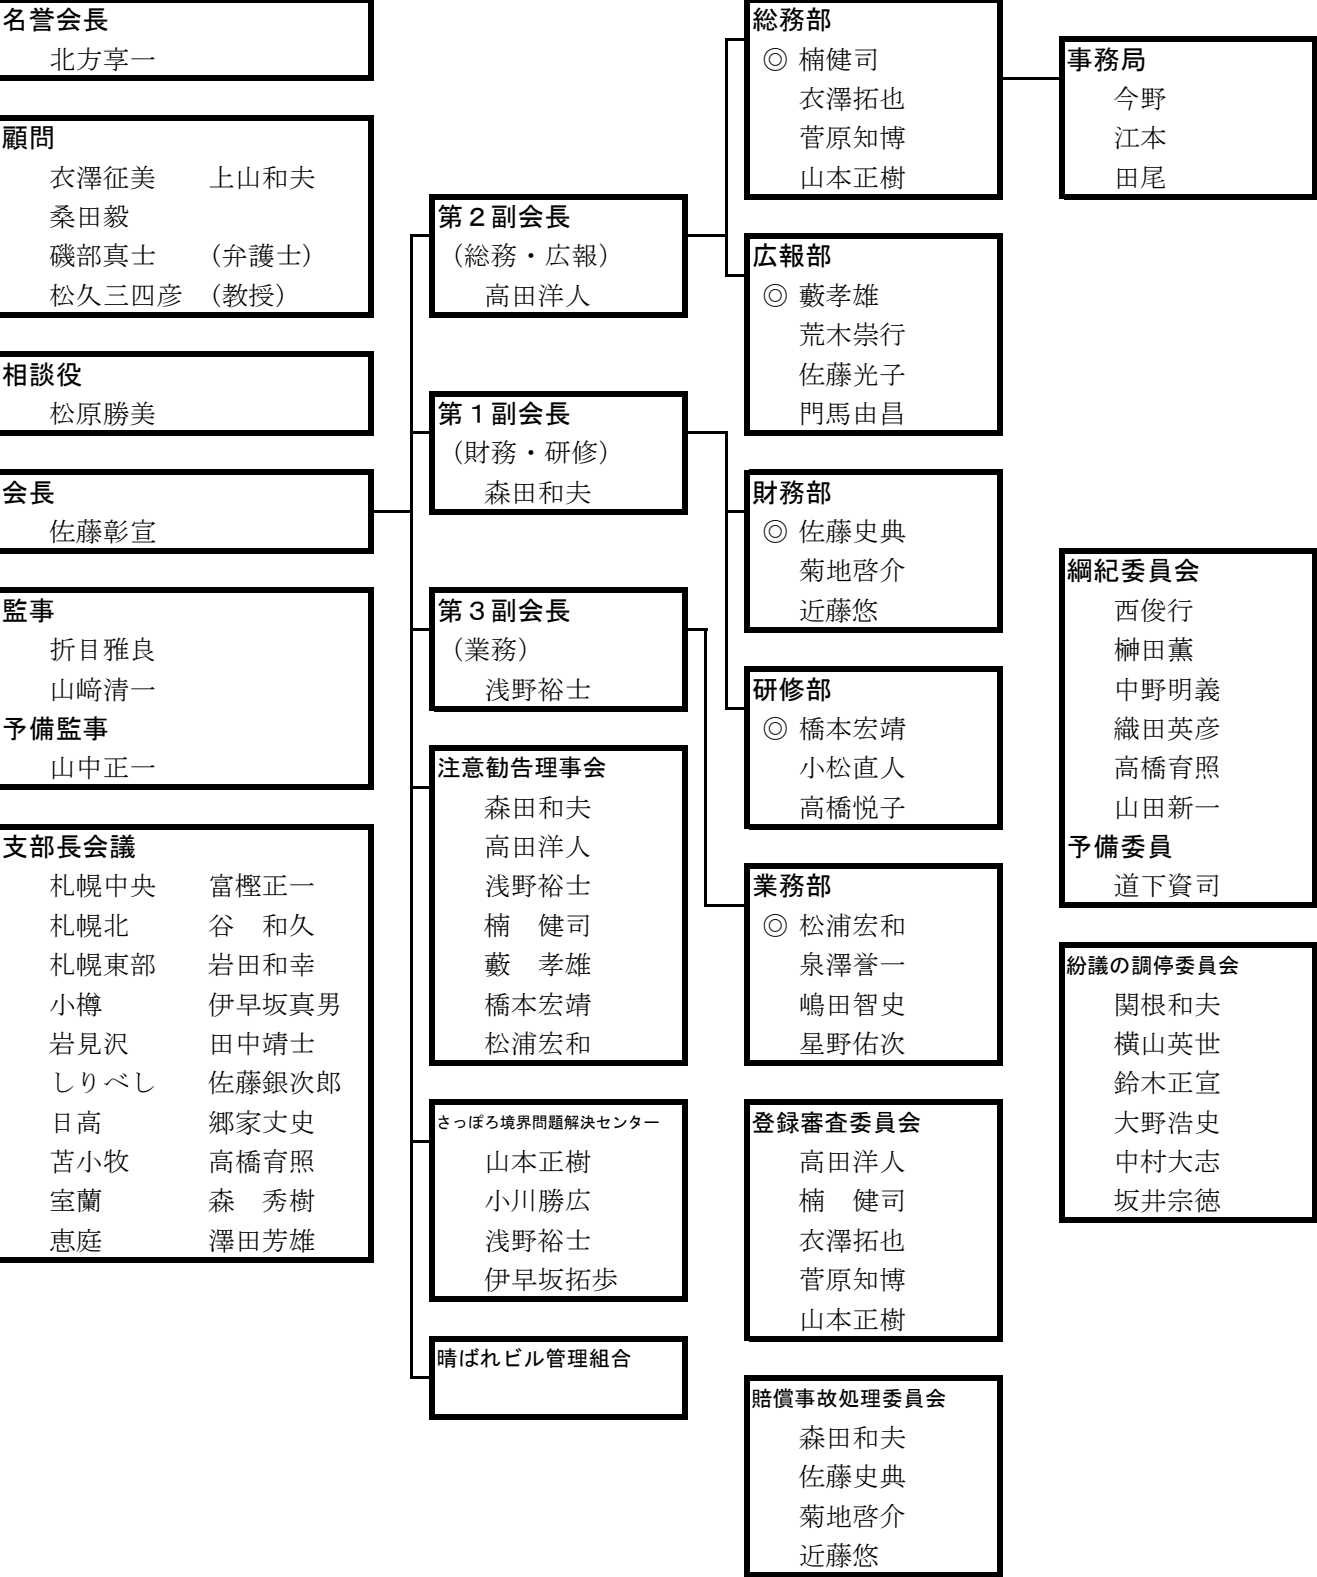 名誉会長
北方享一
顧問
衣澤征美 上山和夫
桑田毅
磯部真士 （弁護士）
松久三四彦 （教授）
相談役
松原勝美
会長
佐藤彰宣
監事
折目雅良
山﨑清一
予備監事
山中正一
支部長会議
札幌中央 富樫正一
札幌北 谷　和久
札幌東部 岩田和幸
小樽 伊早坂真男
岩見沢 田中靖士
しりべし 佐藤銀次郎
日高 郷家丈史
苫小牧 高橋育照
室蘭 森　秀樹
恵庭 澤田芳雄
第２副会長
（総務・広報）
高田洋人
第１副会長
（財務・研修）
森田和夫
第３副会長
（業務）
浅野裕士
注意勧告理事会
森田和夫
高田洋人
浅野裕士
楠　健司
藪　孝雄
橋本宏靖
松浦宏和
さっぽろ境界問題解決センター
山本正樹
小川勝広
浅野裕士
伊早坂拓歩
晴ばれビル管理組合
総務部
◎ 楠健司
衣澤拓也
菅原知博
山本正樹
広報部
◎ 藪孝雄
荒木崇行
佐藤光子
門馬由昌
財務部
◎ 佐藤史典
菊地啓介
近藤悠
研修部
◎ 橋本宏靖
小松直人
高橋悦子
業務部
◎ 松浦宏和
泉澤誉一
嶋田智史
星野佑次
登録審査委員会
高田洋人
楠　健司
衣澤拓也
菅原知博
山本正樹
賠償事故処理委員会
森田和夫
佐藤史典
菊地啓介
近藤悠
事務局
今野
江本
田尾
綱紀委員会
西俊行
榊田薫
中野明義
織田英彦
高橋育照
山田新一
予備委員
道下資司
紛議の調停委員会
関根和夫
横山英世
鈴木正宣
大野浩史
中村大志
坂井宗徳